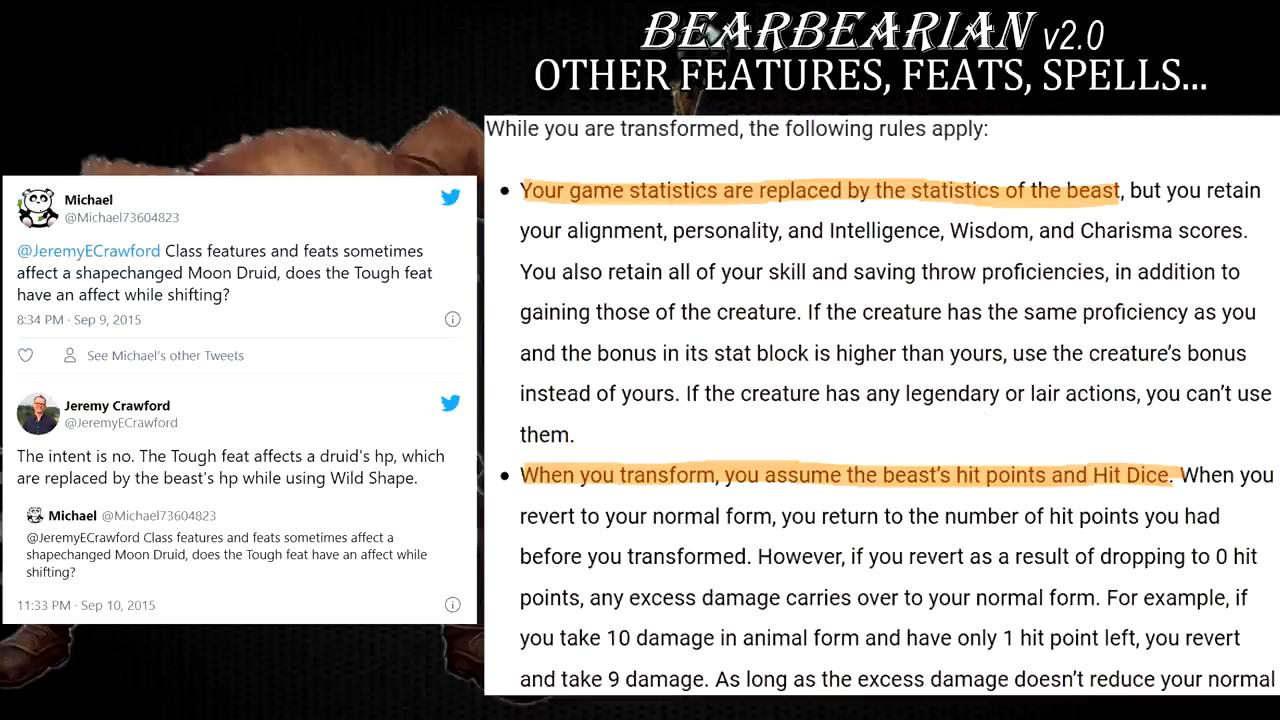 BEARBEARIAN v2.0
OTHER FEATURES, FEATS, SPELLS...
Michael
@Michael73604823
@JeremyECrawford Class features and feats sometimes
affect a shapechanged Moon Druid, does the Tough feat
have an affect while shifting?
8:34 PM · Sep 9, 2015
See Michael's other Tweets
Jeremy Crawford
@JeremyECrawford
The intent is no. The Tough feat affects a druid's hp, which
are replaced by the beast's hp while using Wild Shape.
Michael @Michael73604823
@JeremyECrawford Class features and feats sometimes affect a
shapechanged Moon Druid, does the Tough feat have an affect while
shifting?
11:33 PM · Sep 10, 2015
While you are transformed, the following rules apply:
• Your game statistics are replaced by the statistics of the beast, but you retain
your alignment, personality, and Intelligence, Wisdom, and Charisma scores.
You also retain all of your skill and saving throw proficiencies, in addition to
gaining those of the creature. If the creature has the same proficiency as you
and the bonus in its stat block is higher than yours, use the creature's bonus
instead of yours. If the creature has any legendary or lair actions, you can't use
them.
• When you transform, you assume the beast's hit points and Hit Dice. When you
revert to your normal form, you return to the number of hit points you had
before you transformed. However, if you revert as a result of dropping to 0 hit
points, any excess damage carries over to your normal form. For example, if
you take 10 damage in animal form and have only 1 hit point left, you revert
and take 9 damage. As long as the excess damage doesn't reduce your normal